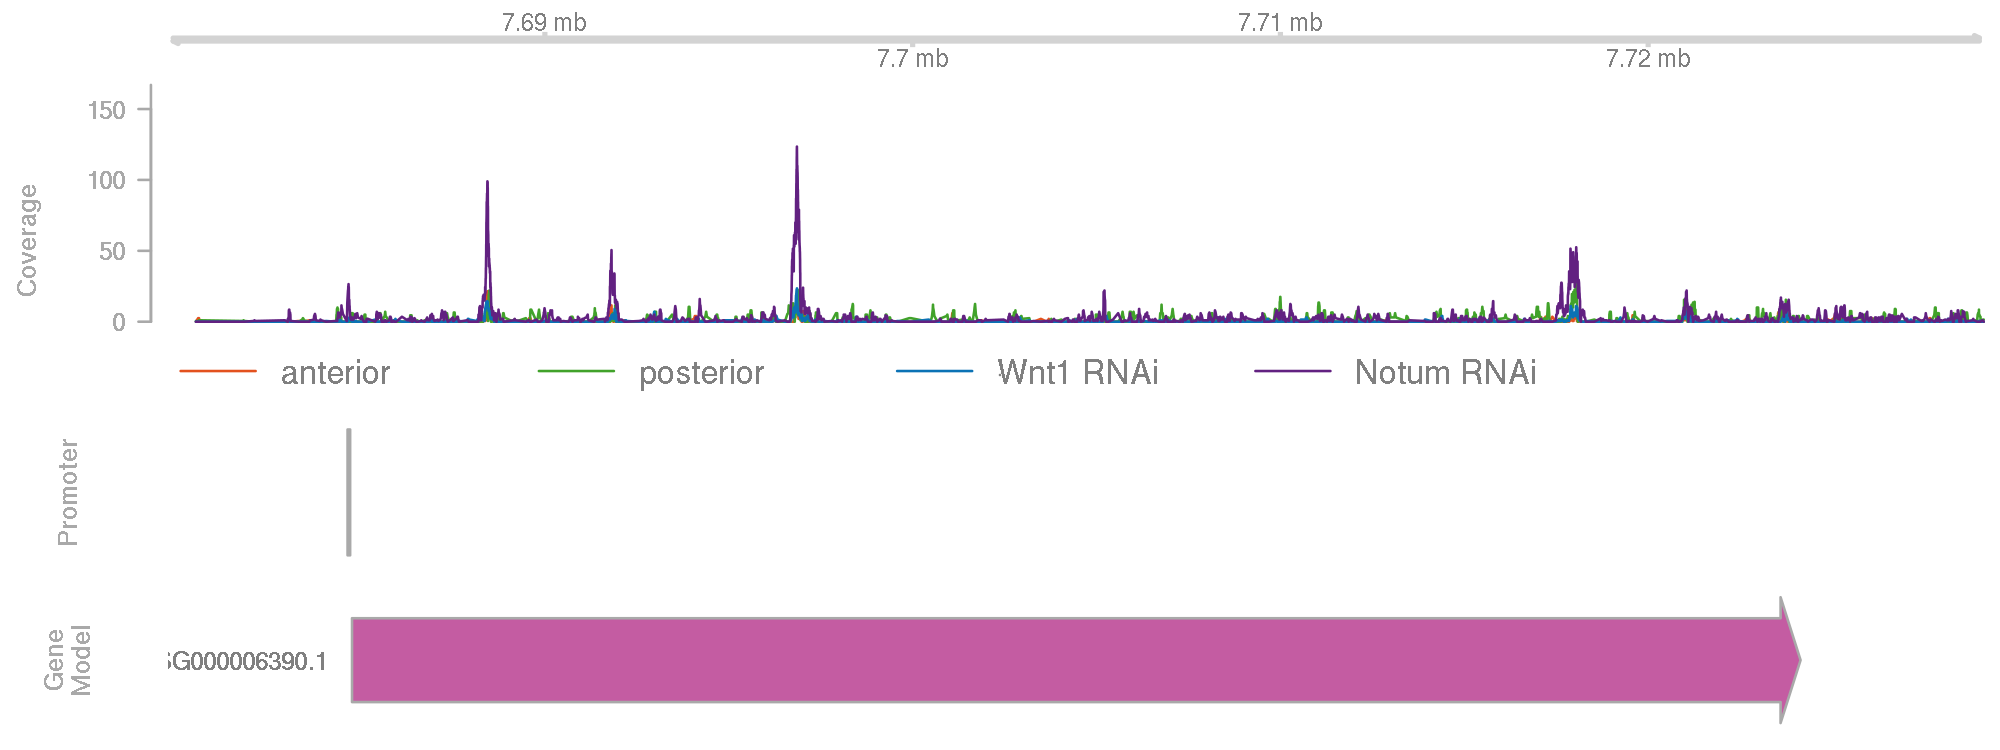 7.69 mb
7.71 mb
7.7 mb
7.72 mb
Coverage
150
100
50
0
anterior
posterior
Wnt1 RNAi
Notum RNAi
Promoter
Gene
Model
SG000006390.1